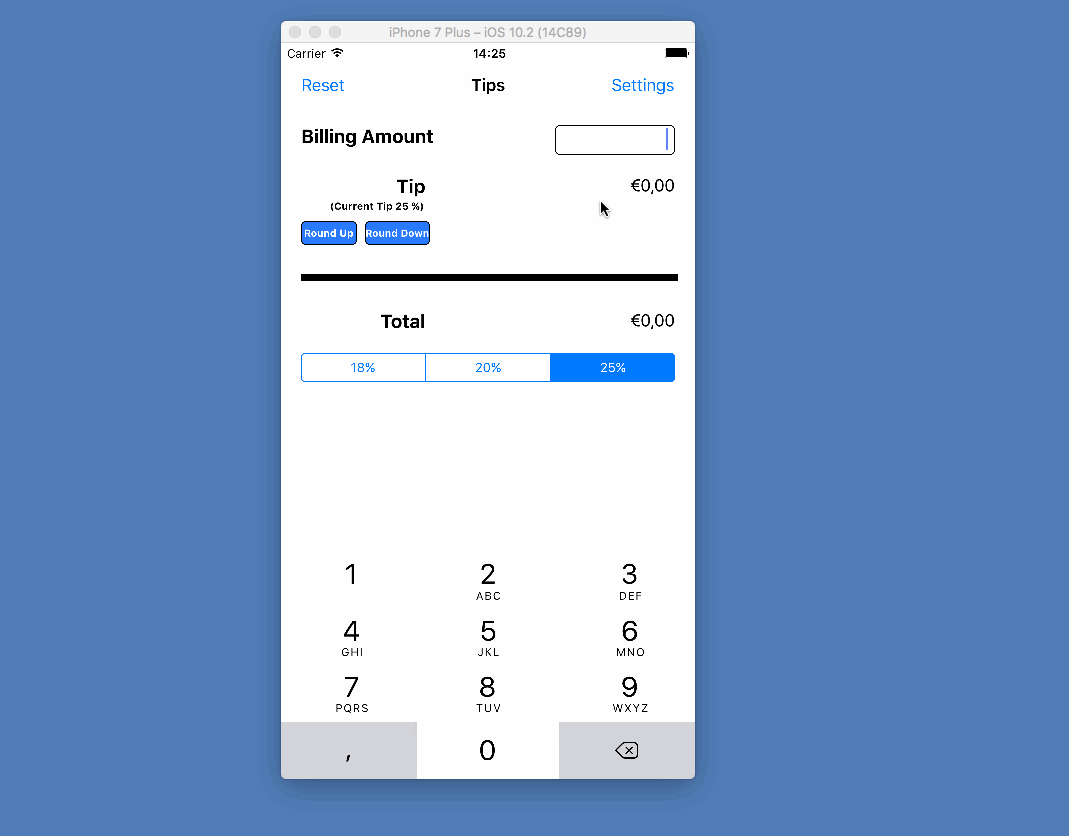 iPhone 7 Plus – iOS 10.2 (14C89)
Carrier 14:25
Reset Tips Settings
Billing Amount
Tip €0,00
(Current Tip 25 %)
Round Up Round Down
Total €0,00
18% 20% 25%
1 2 3
ABC DEF
4 5 6
GHI JKL MNO
7 8 9
PQRS TUV WXYZ
, 0